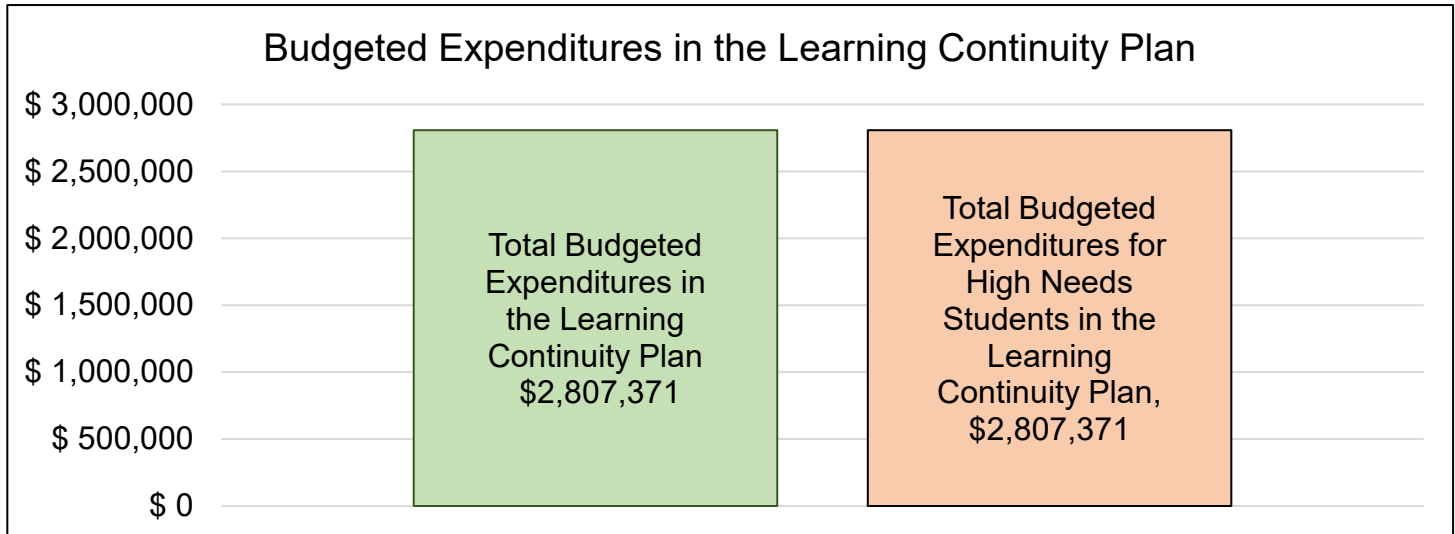 Budgeted Expenditures in the Learning Continuity Plan
$ 3,000,000
$ 2,500,000
$ 2,000,000
$ 1,500,000
$ 1,000,000
$ 500,000
$ 0
Total Budgeted
Expenditures in
the Learning
Continuity Plan
$2,807,371
Total Budgeted
Expenditures for
High Needs
Students in the
Learning
Continuity Plan,
$2,807,371